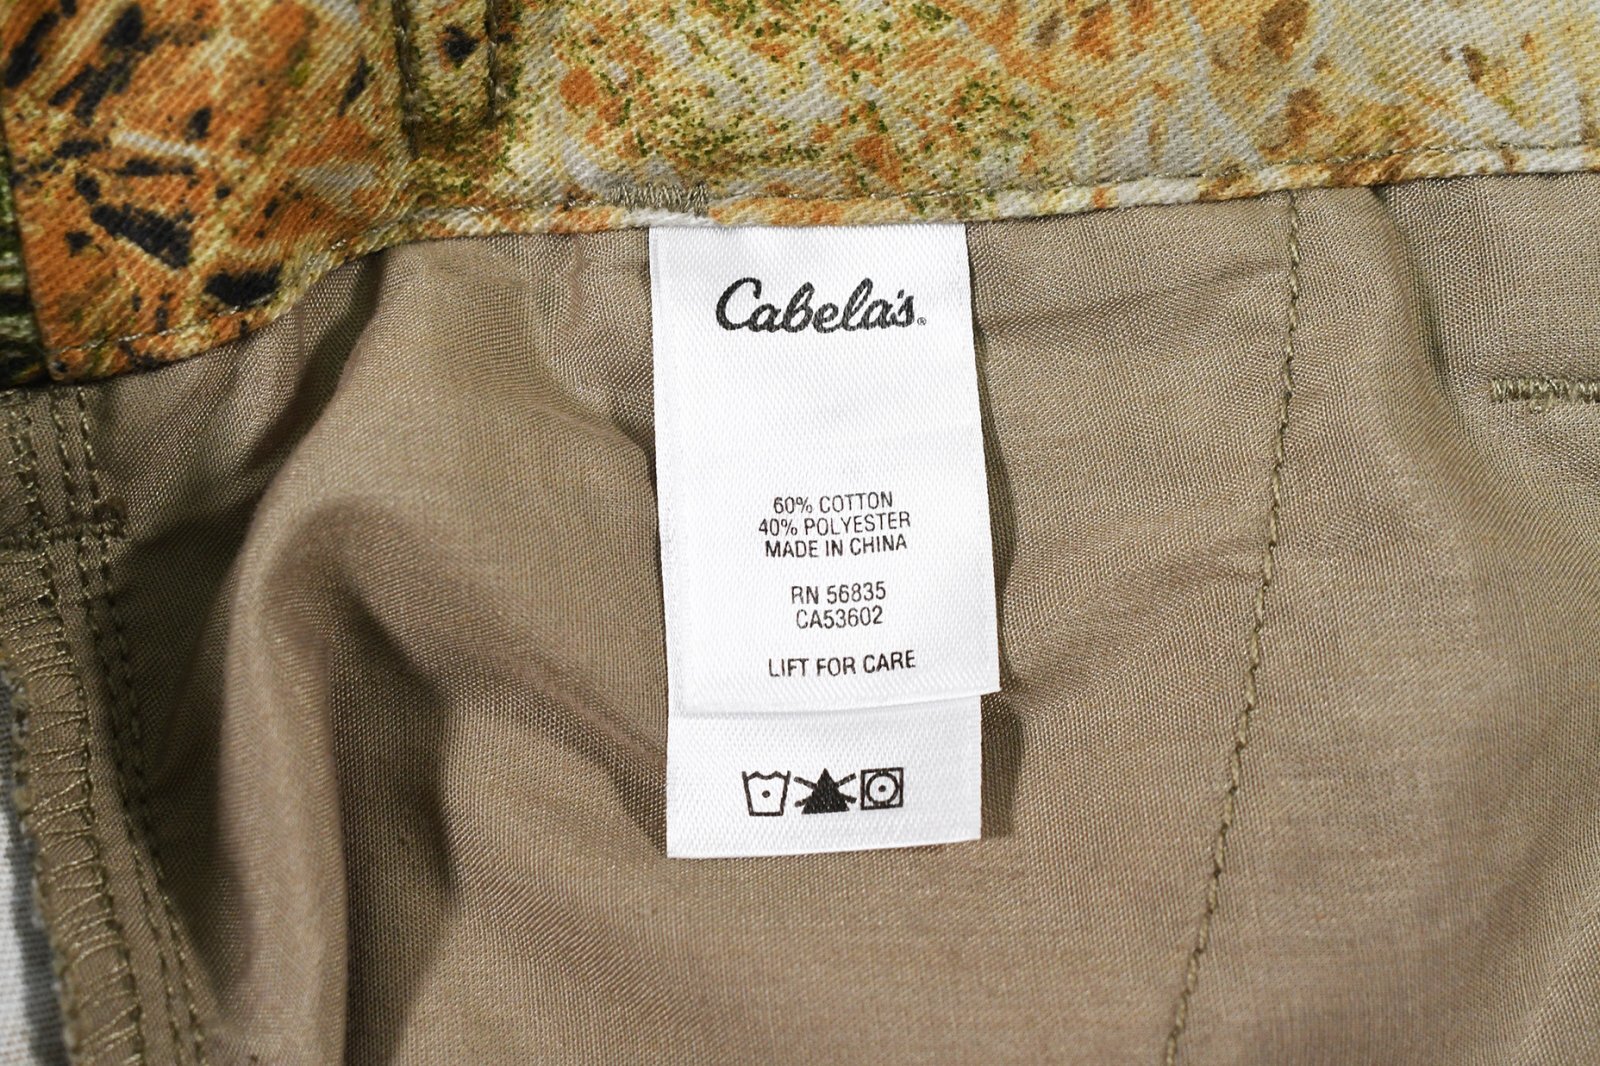 Cabela's®
60% COTTON
40% POLYESTER
MADE IN CHINA
RN 56835
CA53602
LIFT FOR CARE